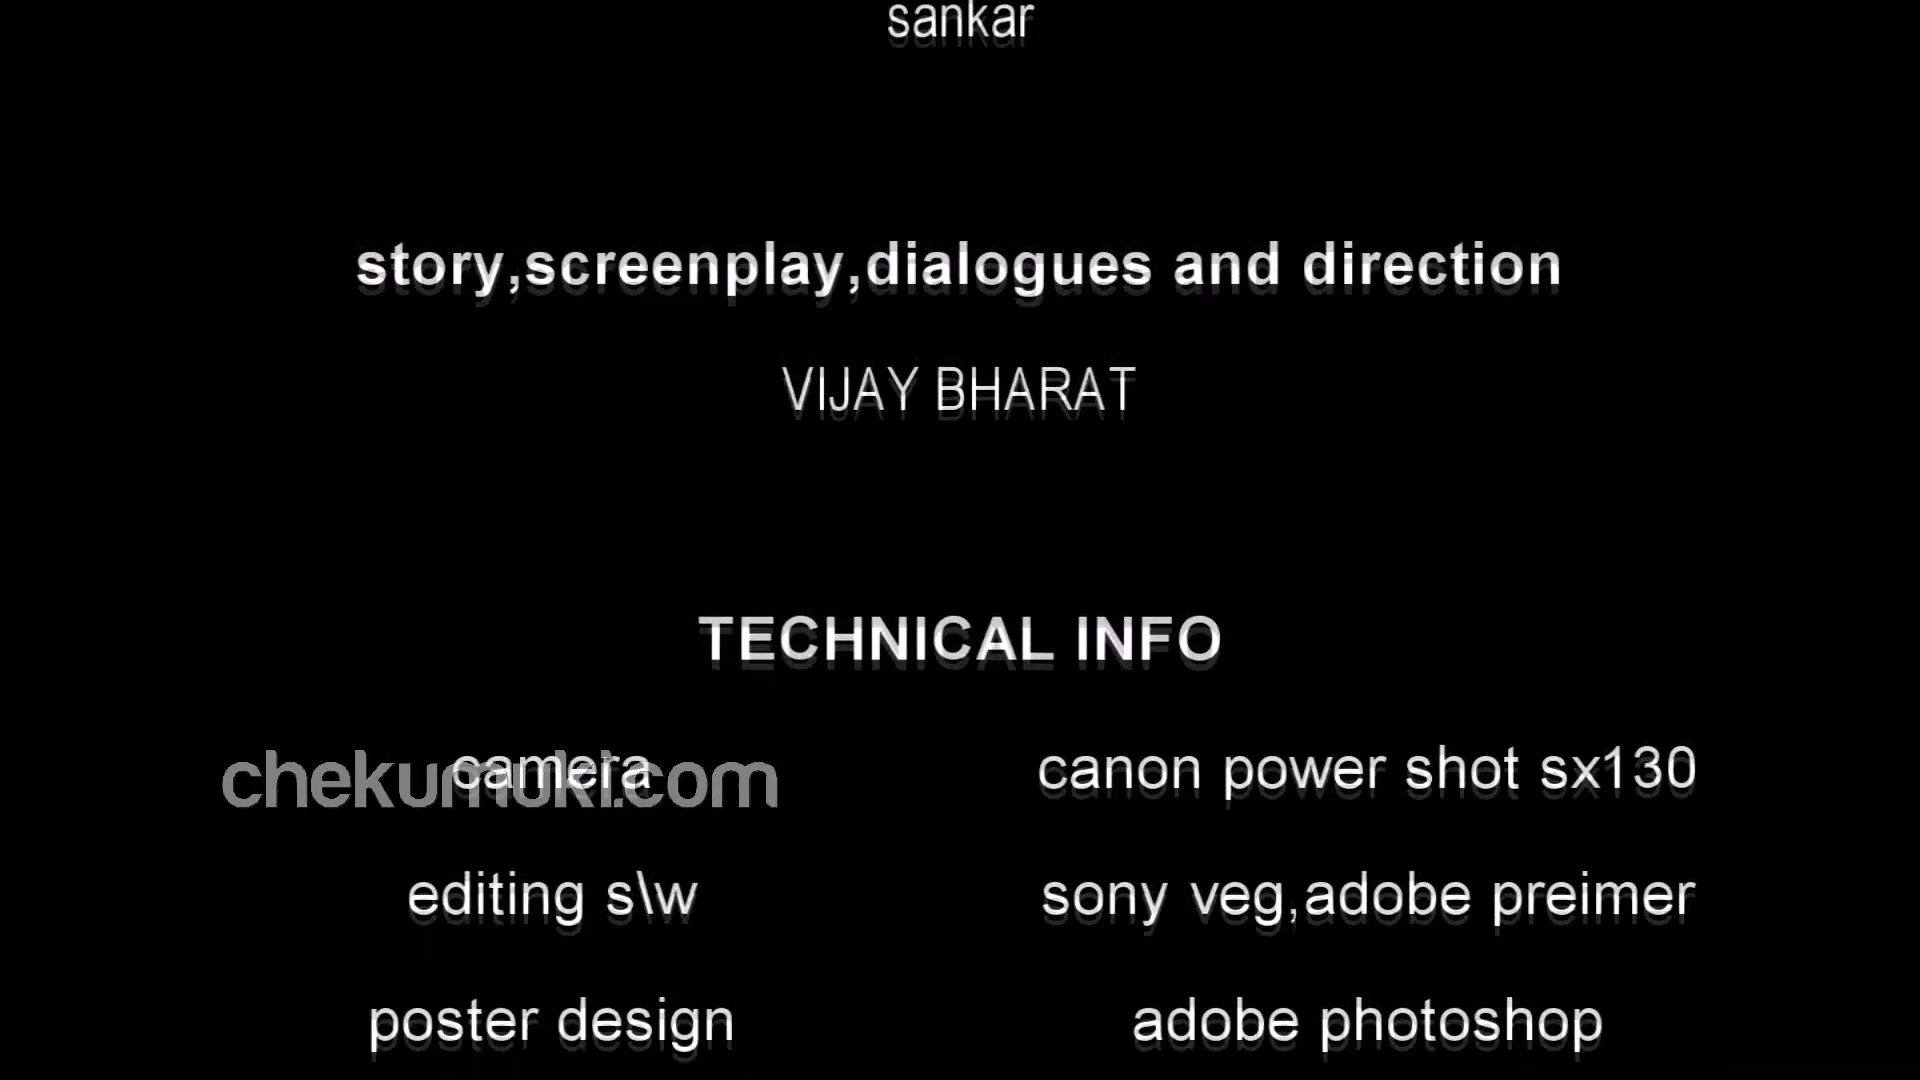 sankar
story,screenplay,dialogues and direction
VIJAY BHARAT
TECHNICAL INFO
camera canon power shot sx130
chekumuki.com
editing s\w sony veg,adobe preimer
poster design adobe photoshop